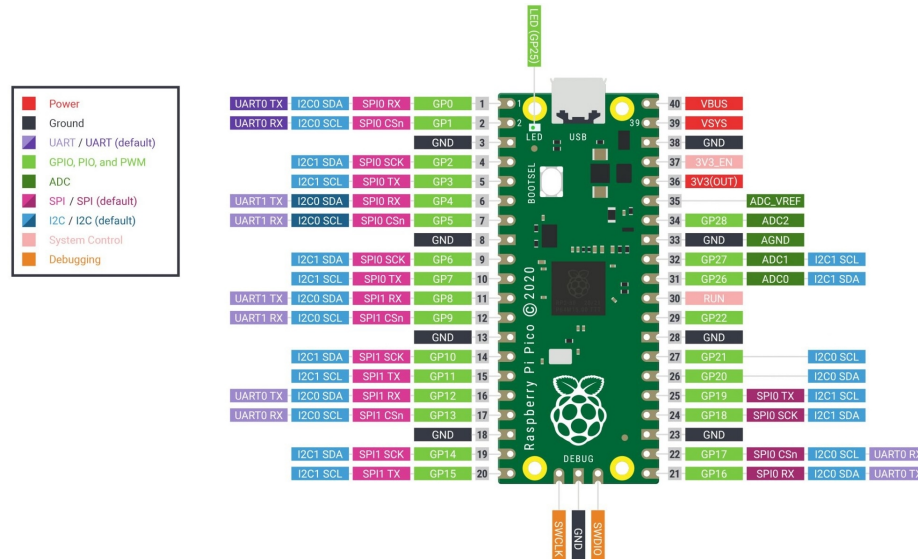 LED (GP25)
Power
Ground
UART / UART (default)
GPIO, PIO, and PWM
ADC
SPI / SPI (default)
I2C / I2C (default)
System Control
Debugging
UART0 TX I2C0 SDA SPI0 RX GP0 1
UART0 RX I2C0 SCL SPI0 CSn GP1 2
GND 3
I2C1 SDA SPI0 SCK GP2 4
I2C1 SCL SPI0 TX GP3 5
UART1 TX I2C0 SDA SPI0 RX GP4 6
UART1 RX I2C0 SCL SPI0 CSn GP5 7
GND 8
I2C1 SDA SPI0 SCK GP6 9
I2C1 SCL SPI0 TX GP7 10
UART1 TX I2C0 SDA SPI1 RX GP8 11
UART1 RX I2C0 SCL SPI1 CSn GP9 12
GND 13
I2C1 SDA SPI1 SCK GP10 14
I2C1 SCL SPI1 TX GP11 15
UART0 TX I2C0 SDA SPI1 RX GP12 16
UART0 RX I2C0 SCL SPI1 CSn GP13 17
GND 18
I2C1 SDA SPI1 SCK GP14 19
I2C1 SCL SPI1 TX GP15 20
1
2
39
LED
USB
BOOTSEL
Raspberry Pi Pico © 2020
DEBUG
40 VBUS
39 VSYS
38 GND
37 3V3_EN
36 3V3(OUT)
35 ADC_VREF
34 GP28 ADC2
33 GND AGND
32 GP27 ADC1 I2C1 SCL
31 GP26 ADC0 I2C1 SDA
30 RUN
29 GP22
28 GND
27 GP21 I2C0 SCL
26 GP20 I2C0 SDA
25 GP19 SPI0 TX I2C1 SCL
24 GP18 SPI0 SCK I2C1 SDA
23 GND
22 GP17 SPI0 CSn I2C0 SCL UART0 RX
21 GP16 SPI0 RX I2C0 SDA UART0 TX
SWCLK
GND
SWDIO